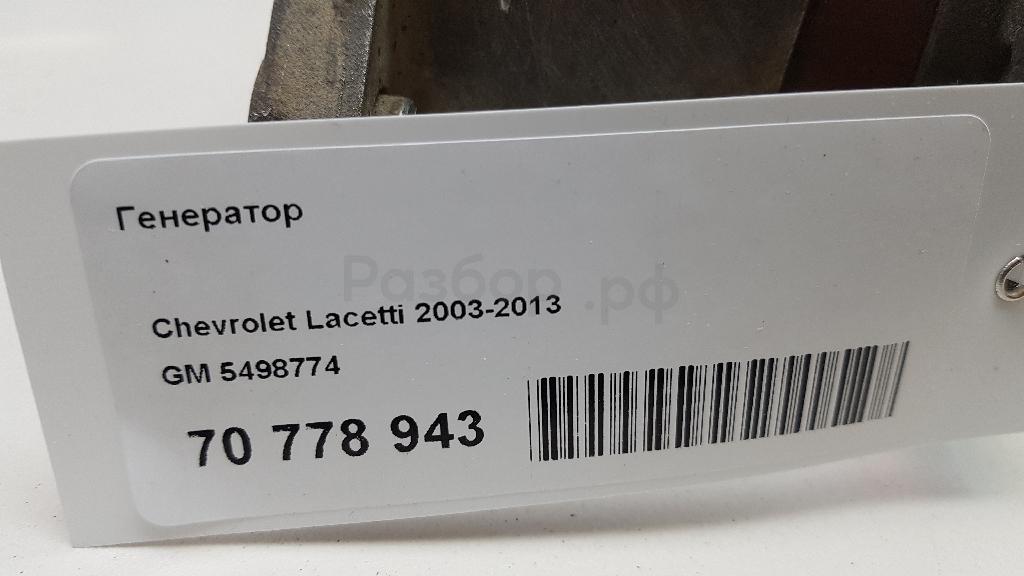 Генератор
Разбор.рф
Chevrolet Lacetti 2003-2013
GM 5498774
70 778 943